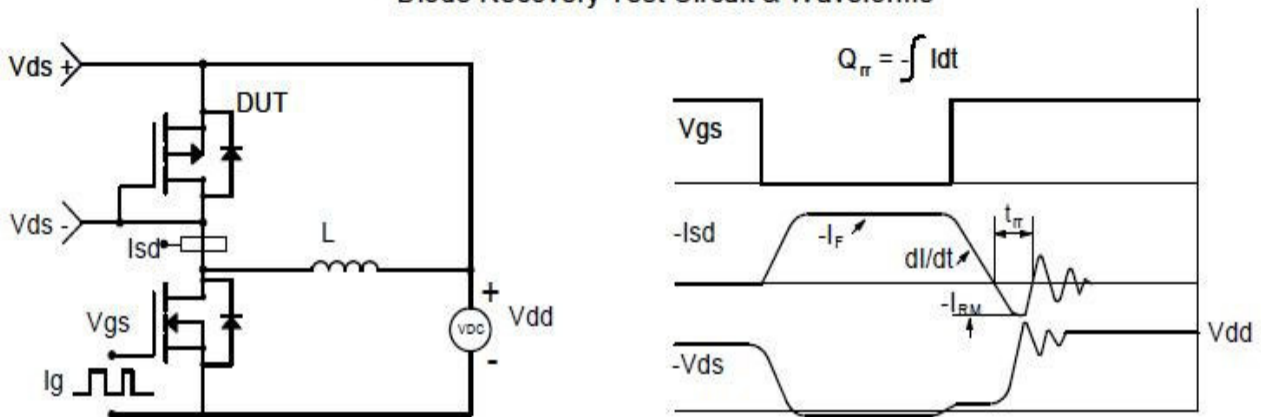 Diode Recovery Test Circuit & Waveforms
Vds +
DUT
Vds -
Isd
L
Vgs
Ig
+
VDC
Vdd
-
Qrr = -∫ Idt
Vgs
-Isd
-IF
dI/dt
trr
-IRM
Vdd
-Vds